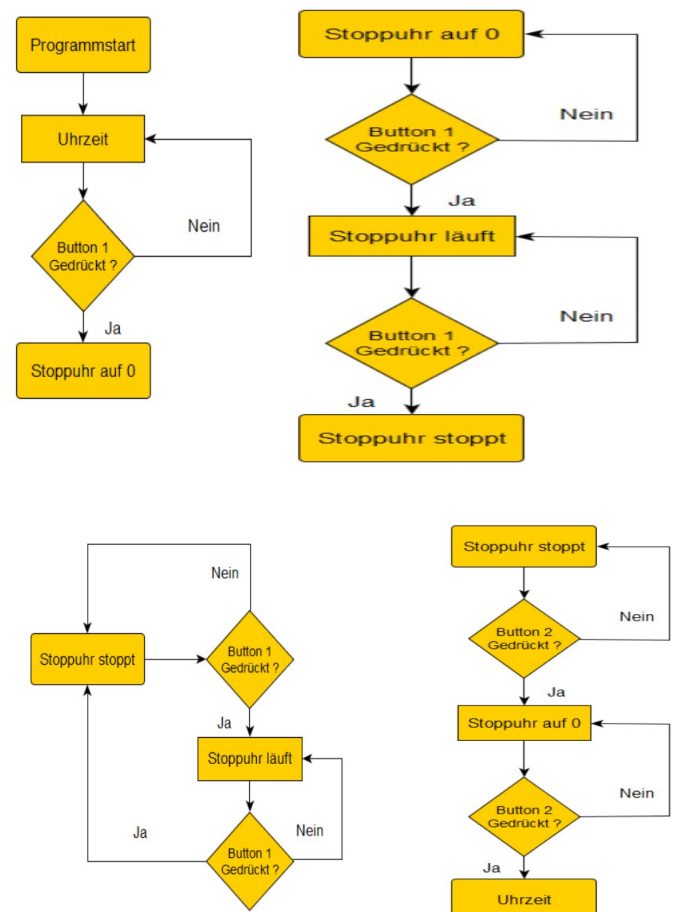 Programmstart
Uhrzeit
Nein
Button 1
Gedrückt ?
Ja
Stoppuhr auf 0
Stoppuhr auf 0
Nein
Button 1
Gedrückt ?
Ja
Stoppuhr läuft
Nein
Button 1
Gedrückt ?
Ja
Stoppuhr stoppt
Nein
Stoppuhr stoppt
Button 1
Gedrückt ?
Ja
Stoppuhr läuft
Ja
Nein
Button 1
Gedrückt ?
Stoppuhr stoppt
Nein
Button 2
Gedrückt ?
Ja
Stoppuhr auf 0
Nein
Button 2
Gedrückt ?
Ja
Uhrzeit